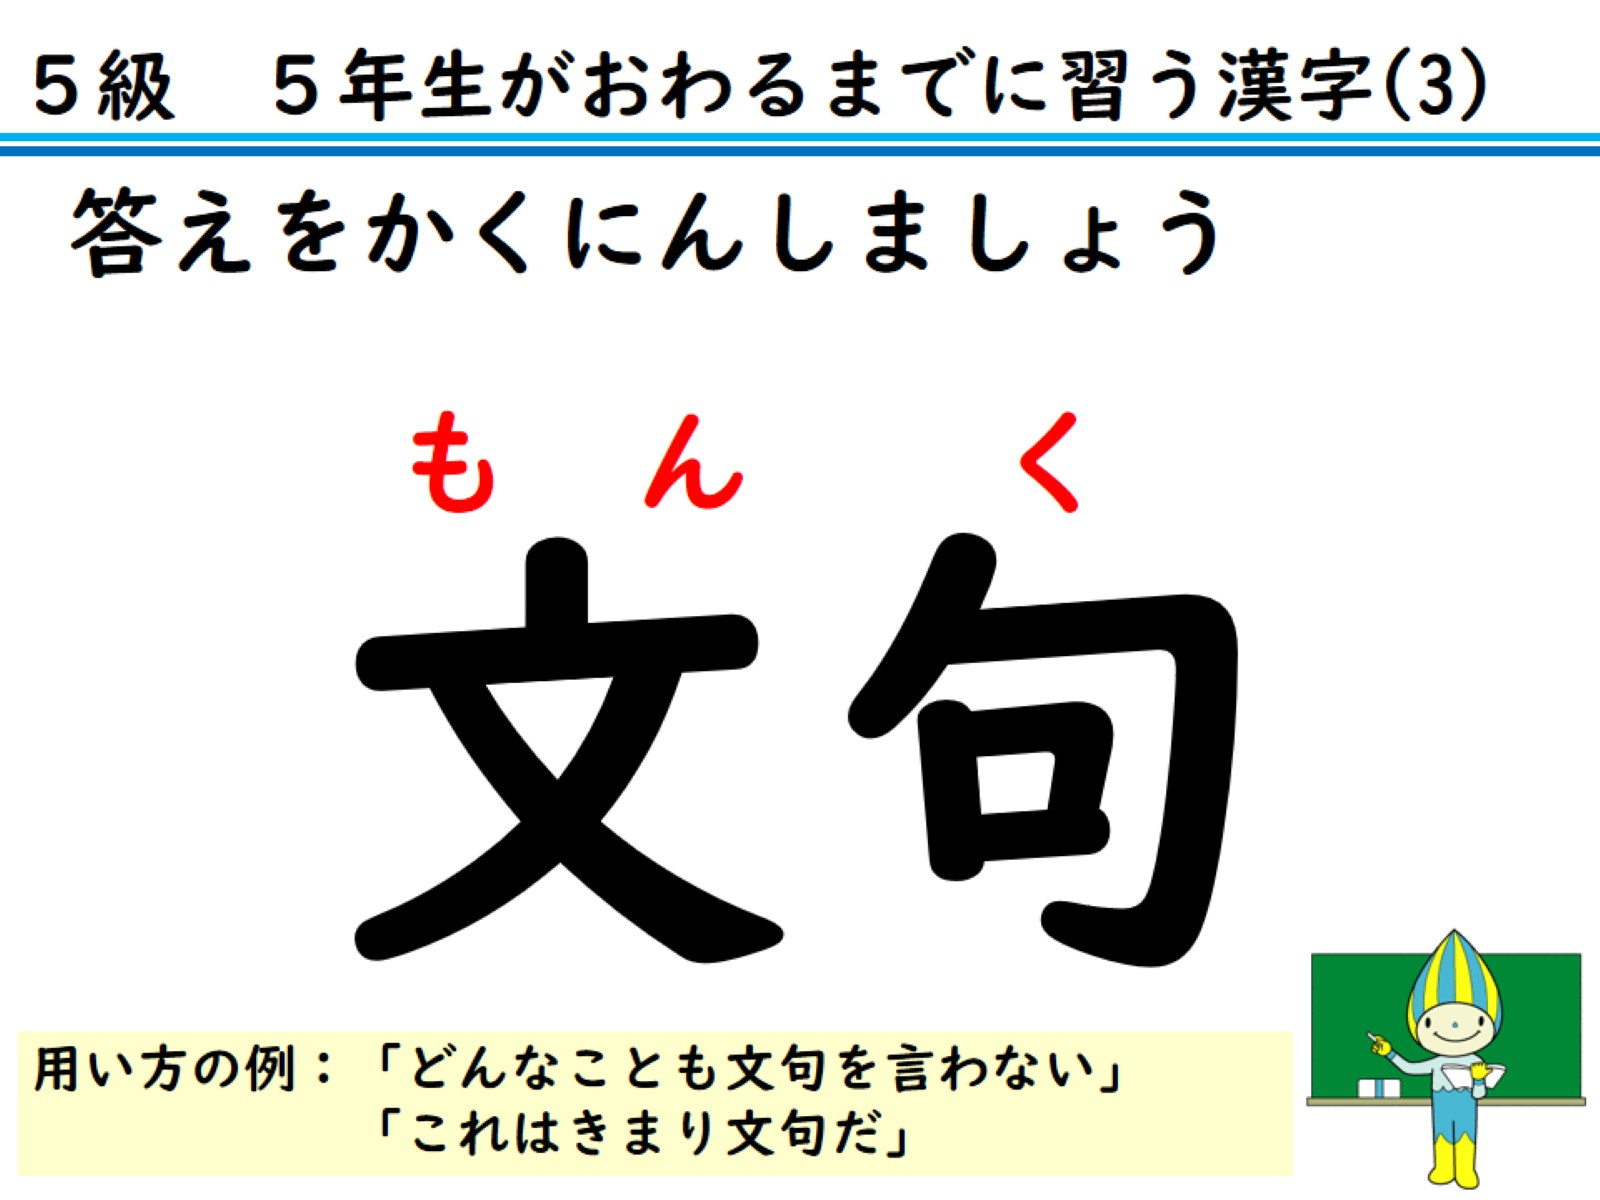 ５級　５年生がおわるまでに習う漢字(3)
答えをかくにんしましょう
もんく
文句
用い方の例：「どんなことも文句を言わない」
「これはきまり文句だ」